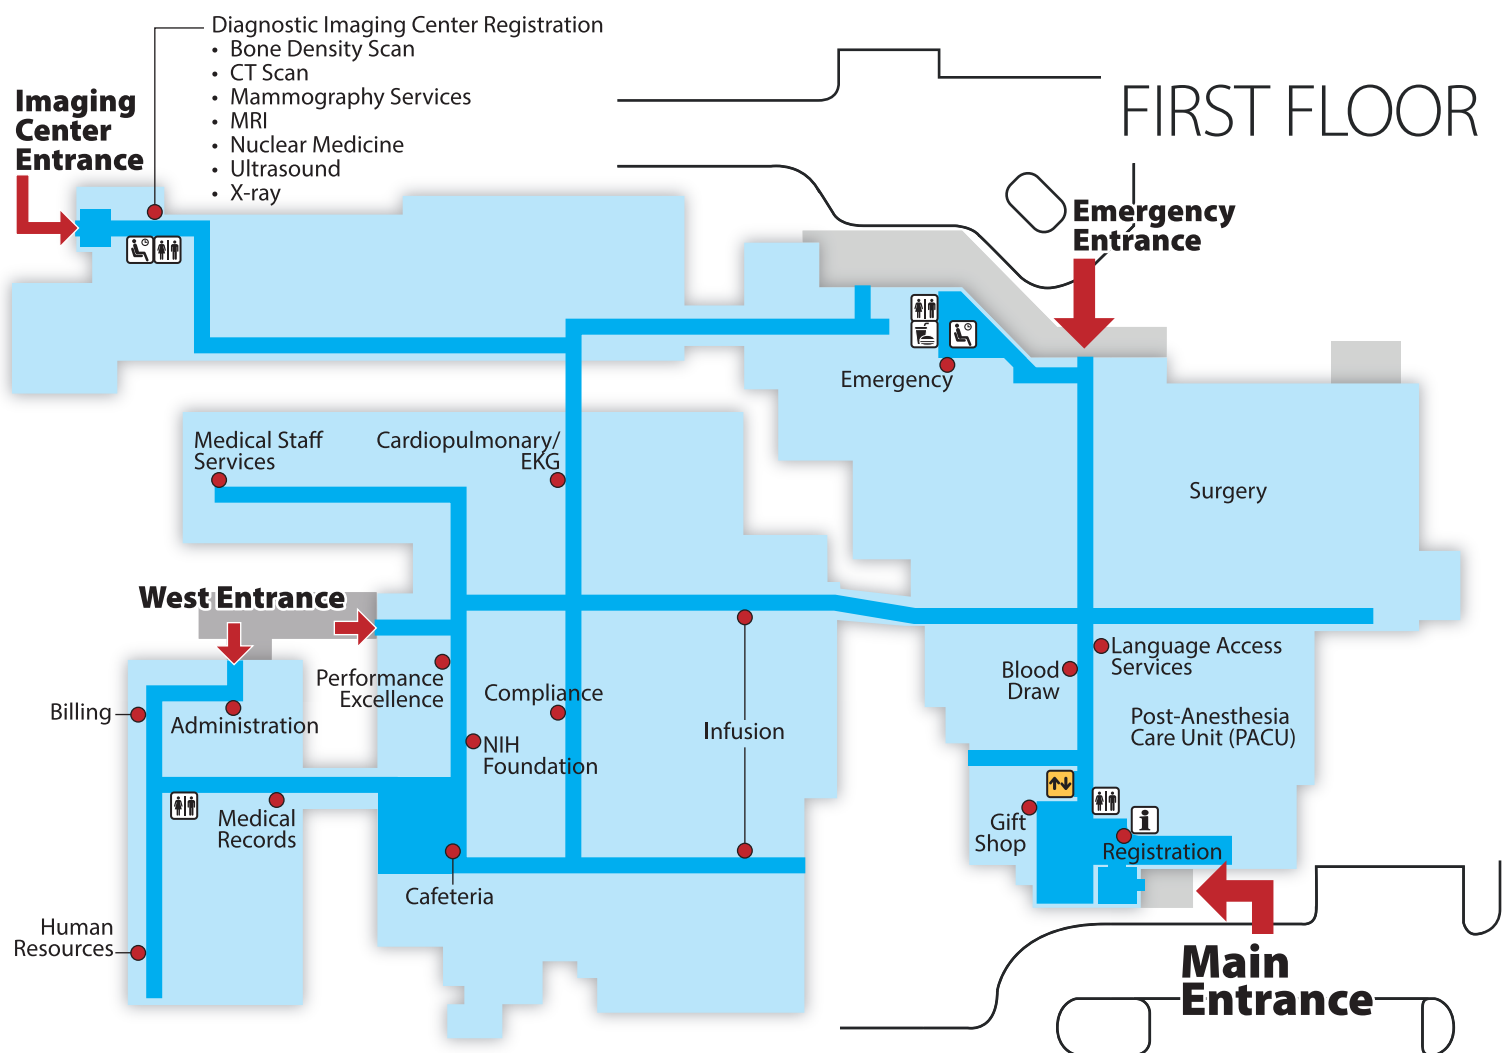 Diagnostic Imaging Center Registration
• Bone Density Scan
• CT Scan
• Mammography Services
• MRI
• Nuclear Medicine
• Ultrasound
• X-ray
FIRST FLOOR
Imaging
Center
Entrance
Emergency
Entrance
Emergency
Medical Staff
Services
Cardiopulmonary/
EKG
Surgery
West Entrance
Performance
Excellence
Compliance
NIH
Foundation
Infusion
Blood
Draw
Language Access
Services
Post-Anesthesia
Care Unit (PACU)
Billing
Administration
Medical
Records
Gift
Shop
i
Registration
Cafeteria
Human
Resources
Main
Entrance